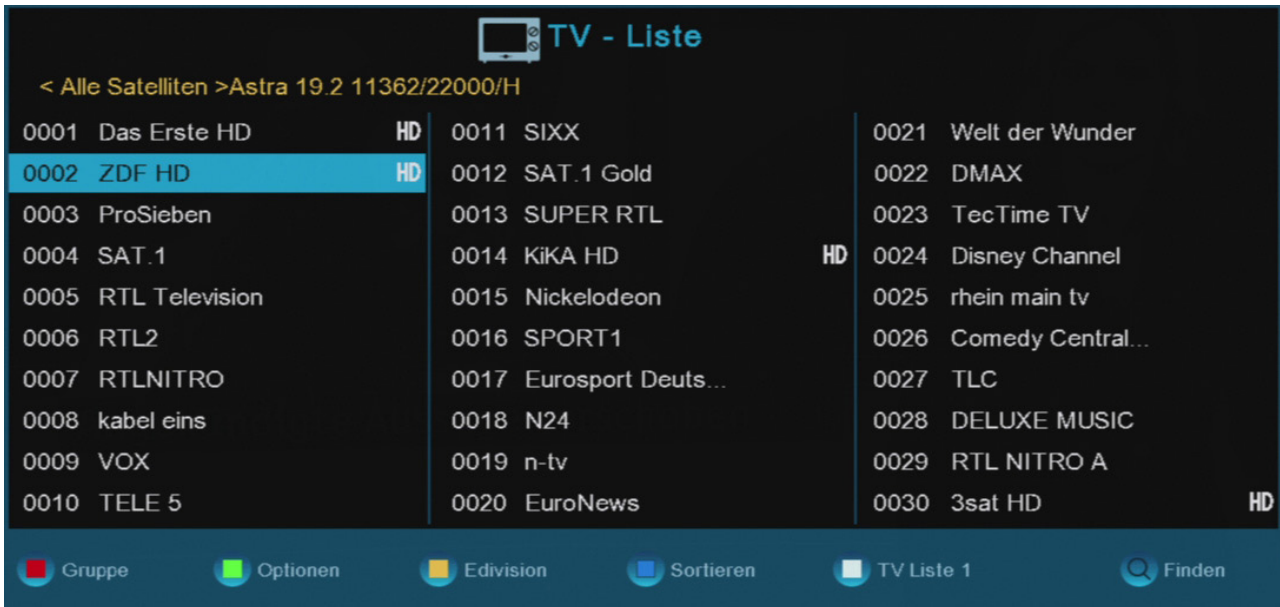 TV - Liste
< Alle Satelliten >Astra 19.2 11362/22000/H
0001 Das Erste HD HD
0002 ZDF HD HD
0003 ProSieben
0004 SAT.1
0005 RTL Television
0006 RTL2
0007 RTLNITRO
0008 kabel eins
0009 VOX
0010 TELE 5
0011 SIXX
0012 SAT.1 Gold
0013 SUPER RTL
0014 KiKA HD HD
0015 Nickelodeon
0016 SPORT1
0017 Eurosport Deuts...
0018 N24
0019 n-tv
0020 EuroNews
0021 Welt der Wunder
0022 DMAX
0023 TecTime TV
0024 Disney Channel
0025 rhein main tv
0026 Comedy Central...
0027 TLC
0028 DELUXE MUSIC
0029 RTL NITRO A
0030 3sat HD HD
Gruppe Optionen Edivision Sortieren TV Liste 1 Finden